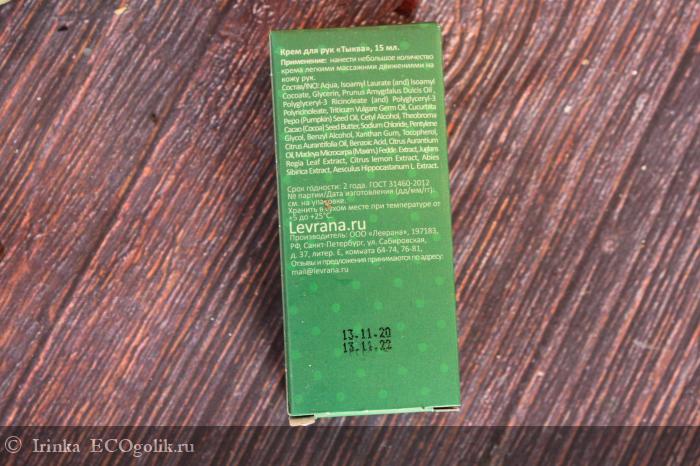 Крем для рук «Тыква», 15 мл.
Применение: нанести небольшое количество
крема легкими массажными движениями на
кожу рук.
Состав/INCI: Aqua, Isoamyl Laurate (and) Isoamyl
Cocoate, Glycerin, Prunus Amygdalus Dulcis Oil,
Polyglyceryl-3 Ricinoleate (and) Polyglyceryl-3
Polyricinoleate, Triticum Vulgare Germ Oil, Cucurbita
Pepo (Pumpkin) Seed Oil, Cetyl Alcohol, Theobroma
Cacao (Cocoa) Seed Butter, Sodium Chloride, Pentylene
Glycol, Benzyl Alcohol, Xanthan Gum, Tocopherol,
Citrus Aurantifolia Oil, Benzoic Acid, Citrus Aurantium
Oil, Madeya Microcarpa (Maxim.) Fedde. Extract, Juglans
Regia Leaf Extract, Citrus lemon Extract, Abies
Sibirica Extract, Aesculus Hippocastanum L. Extract.
Срок годности: 2 года. ГОСТ 31460-2012
№ партии/Дата изготовления (дд/мм/гг)
см. на упаковке.
Хранить в сухом месте при температуре от
+5 до +25°C.
Levrana.ru
Производитель: ООО «Леврана», 197183,
РФ, Санкт-Петербург, ул. Сабировская,
д. 37, литер. Е, комната 64-74, 76-81,
Отзывы и предложения принимаются по адресу:
mail@levrana.ru
13.11.20
13.11.22
© Irinka ECOgolik.ru